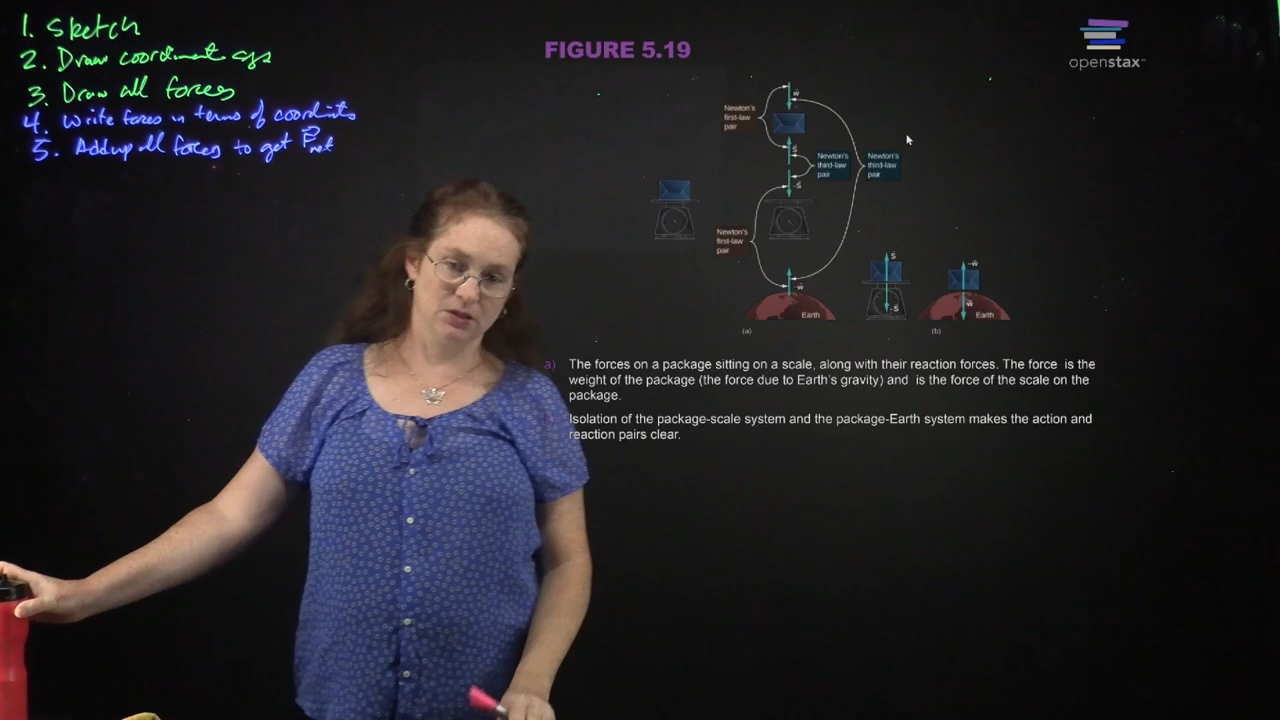 1. Sketch
2. Draw coordinate sys
3. Draw all forces
4. Write forces in terms of coordinates
5. Add up all forces to get F net
FIGURE 5.19
openstax™
Newton's
first-law
pair
w
S
Newton's
third-law
pair
Newton's
third-law
pair
-S
Newton's
first-law
pair
-w
Earth
(a)
S
-S
-w
w
Earth
(b)
a) The forces on a package sitting on a scale, along with their reaction forces. The force is the
weight of the package (the force due to Earth's gravity) and is the force of the scale on the
package.
Isolation of the package-scale system and the package-Earth system makes the action and
reaction pairs clear.